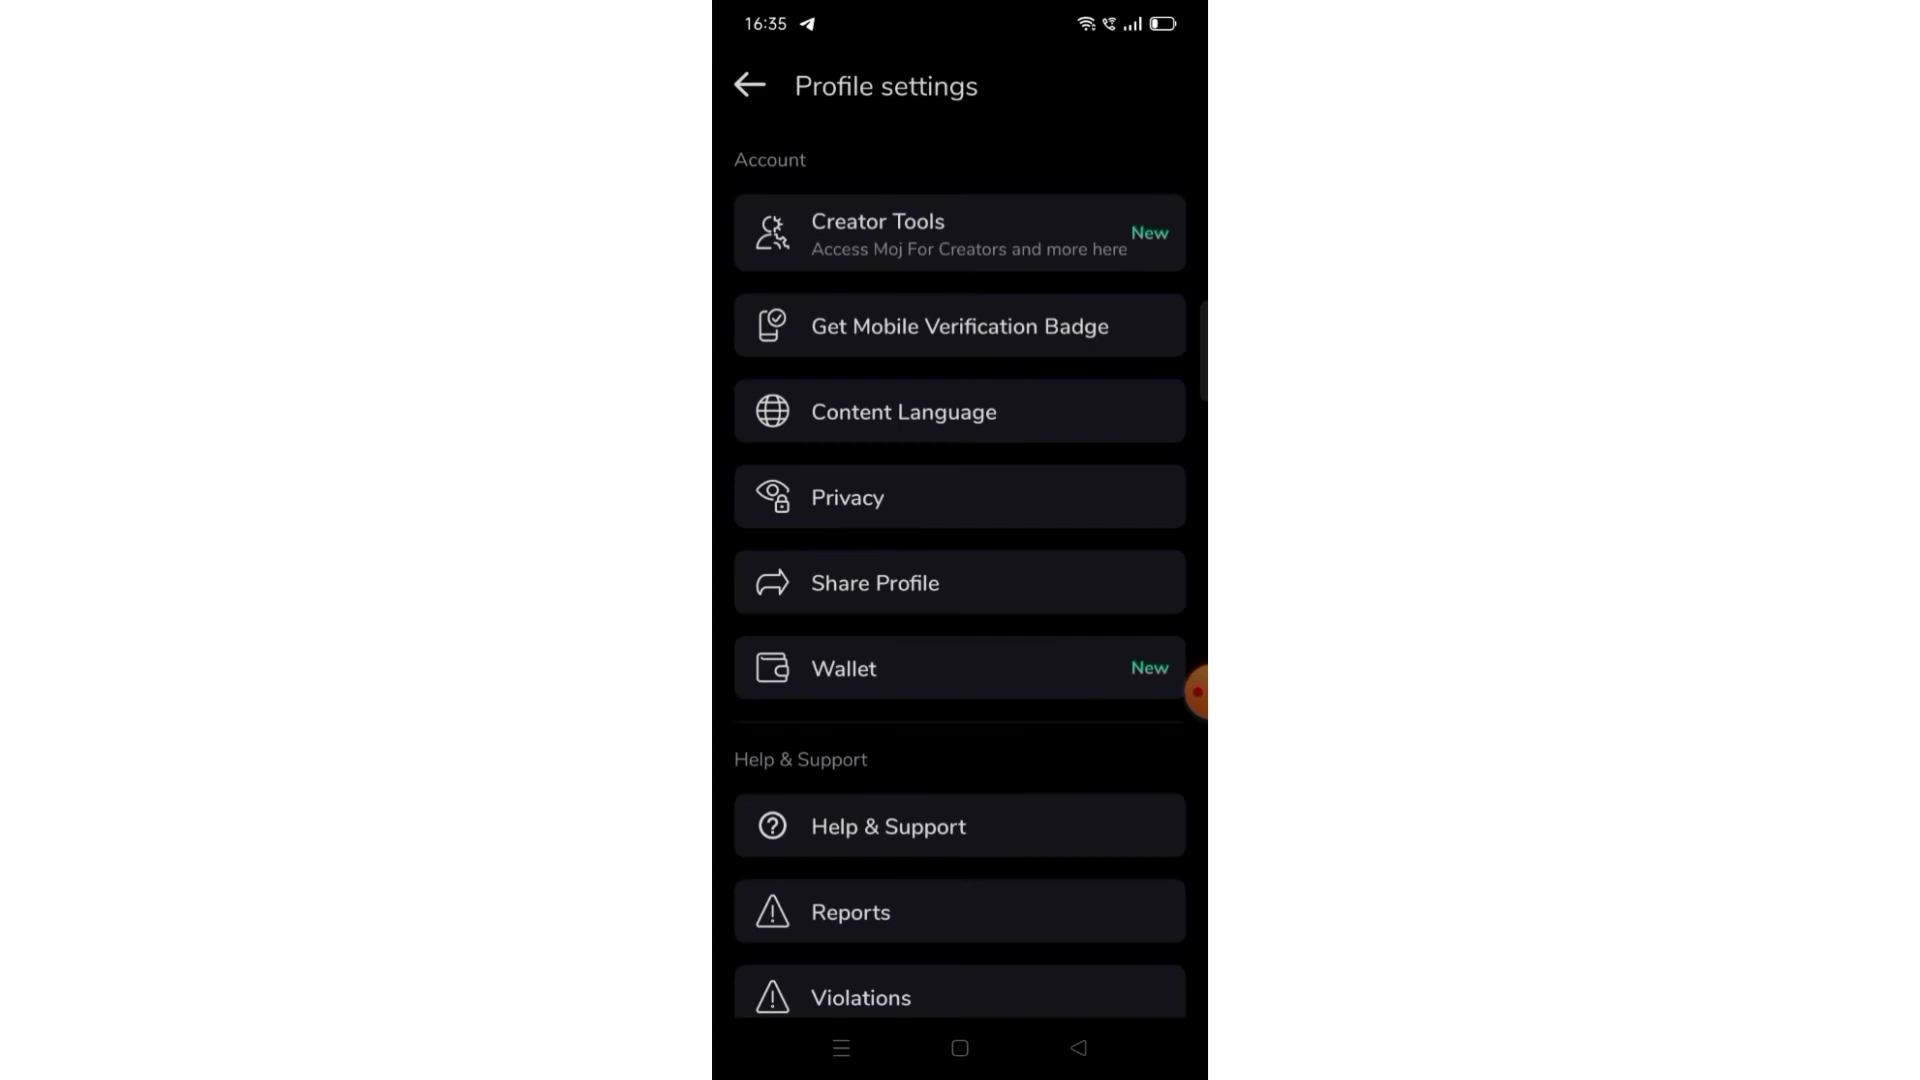 16:35
Profile settings
Account
Creator Tools
Access Moj For Creators and more here
New
Get Mobile Verification Badge
Content Language
Privacy
Share Profile
Wallet
New
Help & Support
Help & Support
Reports
Violations